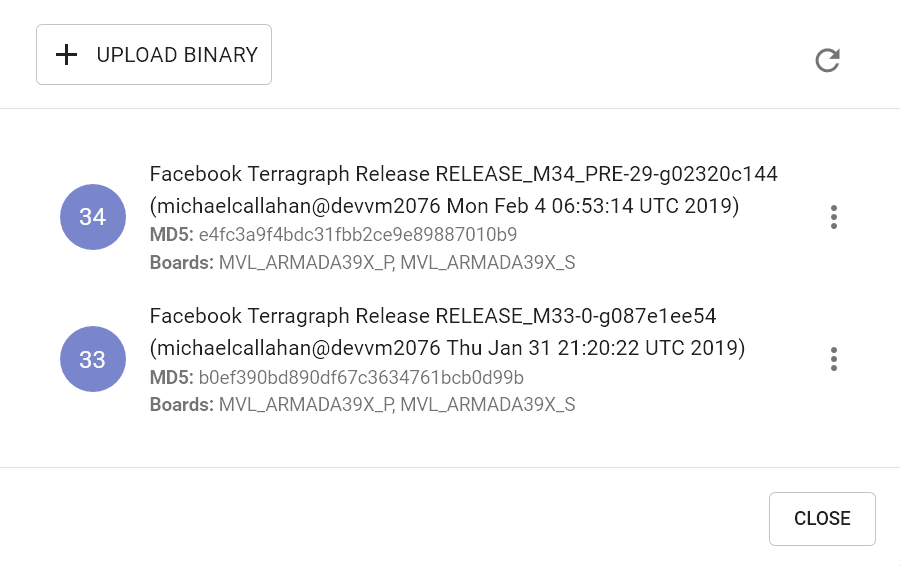 UPLOAD BINARY
34
Facebook Terragraph Release RELEASE_M34_PRE-29-g02320c144
(michaelcallahan@devvm2076 Mon Feb 4 06:53:14 UTC 2019)
MD5: e4fc3a9f4bdc31fbb2ce9e89887010b9
Boards: MVL_ARMADA39X_P, MVL_ARMADA39X_S
33
Facebook Terragraph Release RELEASE_M33-0-g087e1ee54
(michaelcallahan@devvm2076 Thu Jan 31 21:20:22 UTC 2019)
MD5: b0ef390bd890df67c3634761bcb0d99b
Boards: MVL_ARMADA39X_P, MVL_ARMADA39X_S
CLOSE